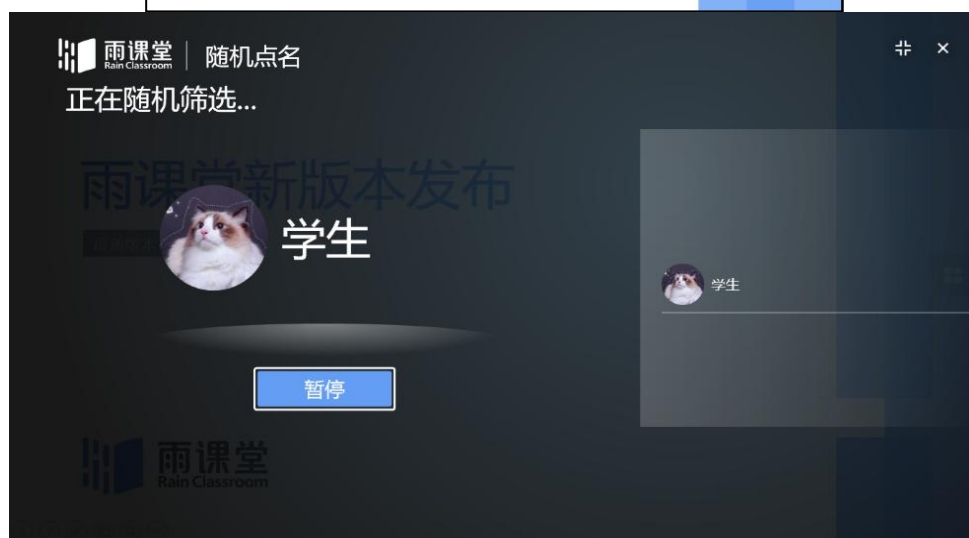 雨课堂 随机点名
Rain Classroom
正在随机筛选...
雨课堂新版本发布
学生
学生
暂停
雨课堂
Rain Classroom